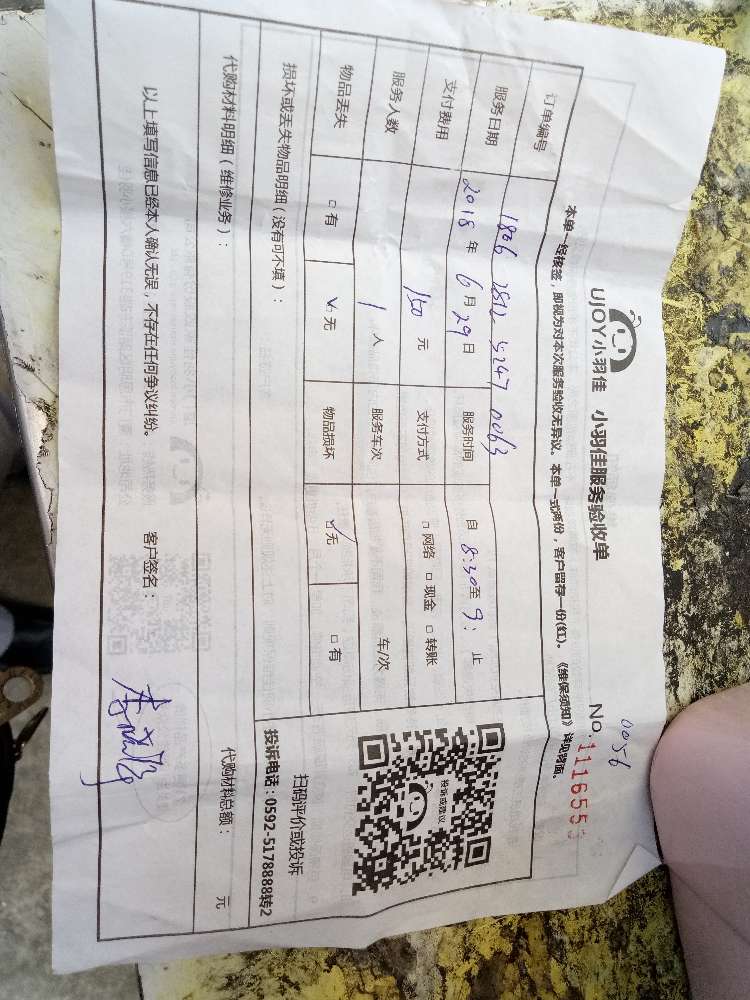 UJOY小羽佳 小羽佳服务验收单
0056
No.111655
本单一经核签，即视为对本次服务验收无异议。本单一式两份，客户留存一份(红)。《维保须知》详见背面。
订单编号 1806 2812 5247 0063
服务日期 2018 年 6 月 29 日 服务时间 自 8:30 至 9: 止
支付费用 150 元 支付方式 □ 网络 □ 现金 □ 转账
服务人数 1 人 服务车次 车/次
物品丢失 □ 有 √ 无 物品损坏 √ 无 □ 有
损坏或丢失物品明细（没有可不填）：
投诉或建议
扫码评价或投诉
投诉电话：0592-5178888转2
代购材料明细（维修业务）： 代购材料总额： 元
以上填写信息已经本人确认无误，不存在任何争议纠纷。 客户签名：